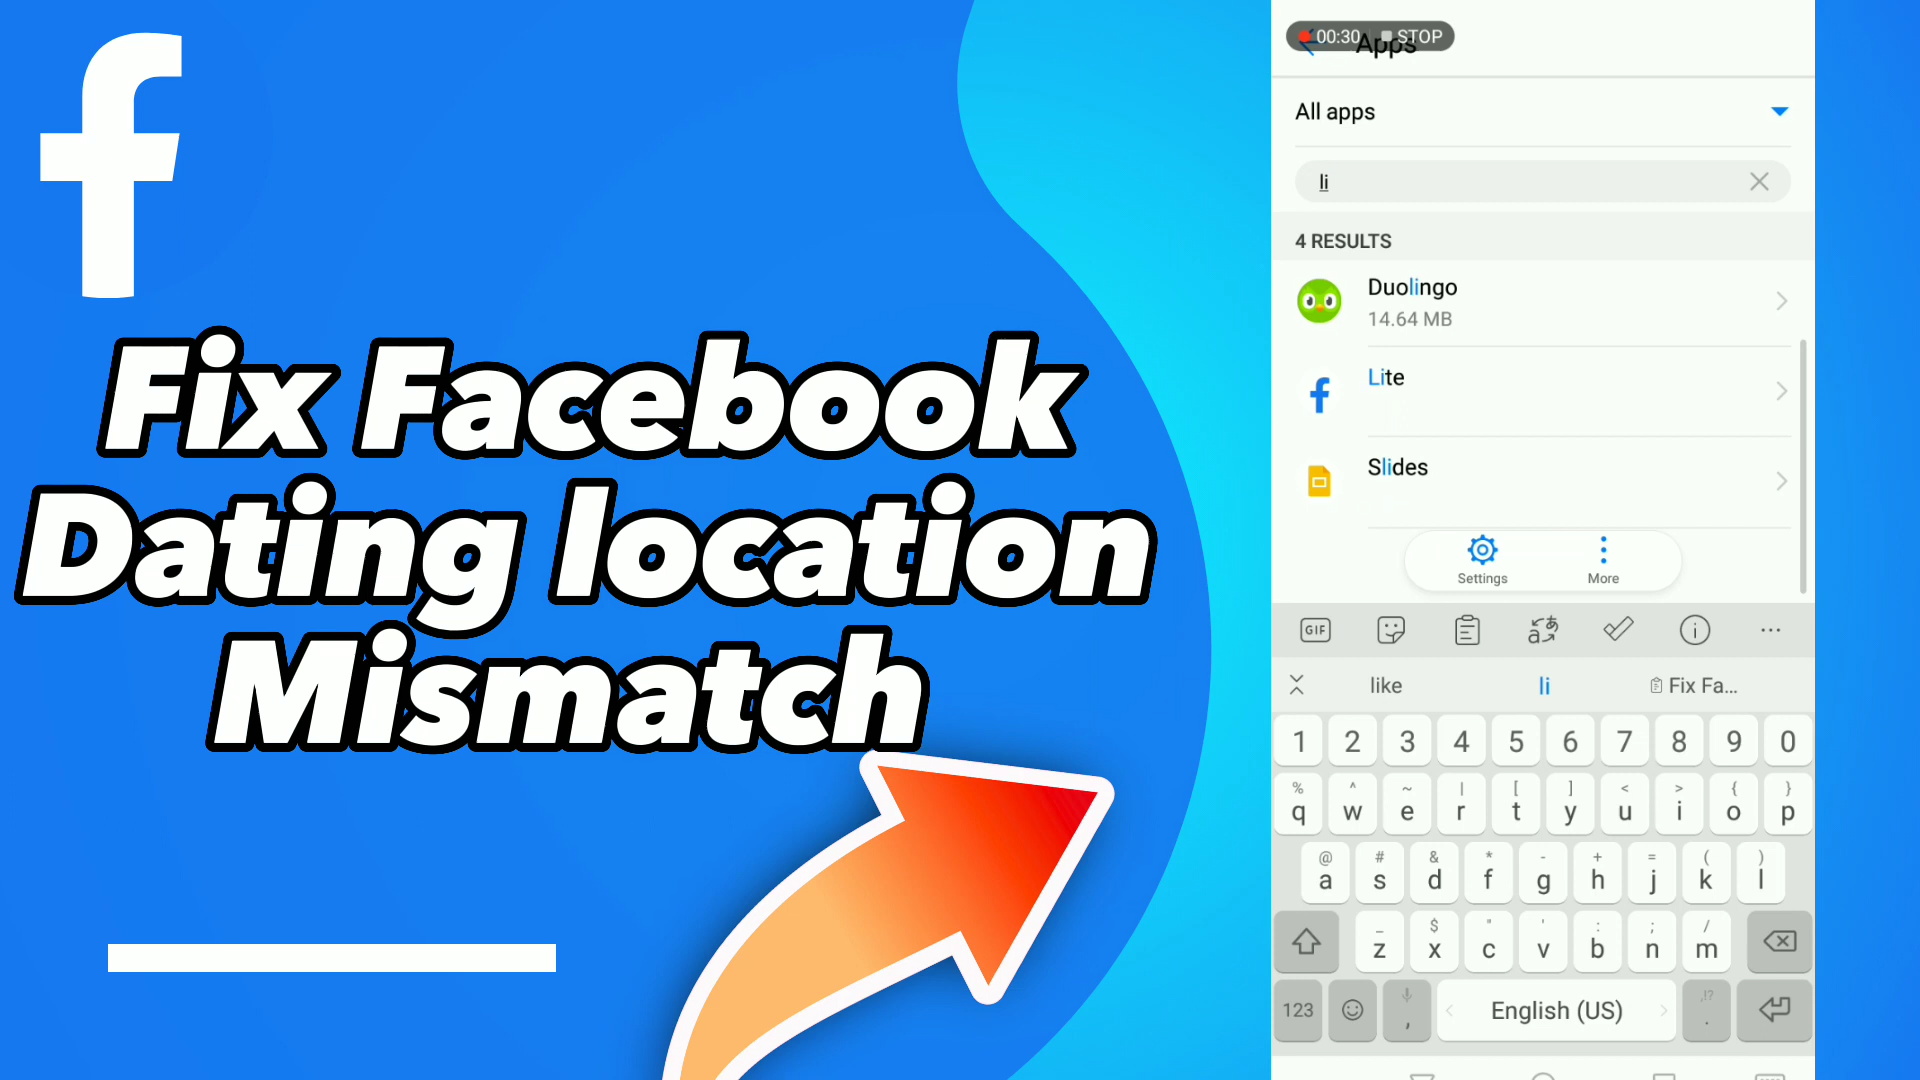 Fix Facebook
Dating location
Mismatch
00:30 STOP
Apps
All apps
li
4 RESULTS
Duolingo
14.64 MB
Lite
Slides
Settings More
GIF
like li Fix Fa...
1 2 3 4 5 6 7 8 9 0
% ^ ~ | [ ] < > { }
q w e r t y u i o p
@ # & * - + = ( )
a s d f g h j k l
_ $ " ' : ; /
z x c v b n m
,!?
123 , English (US) .